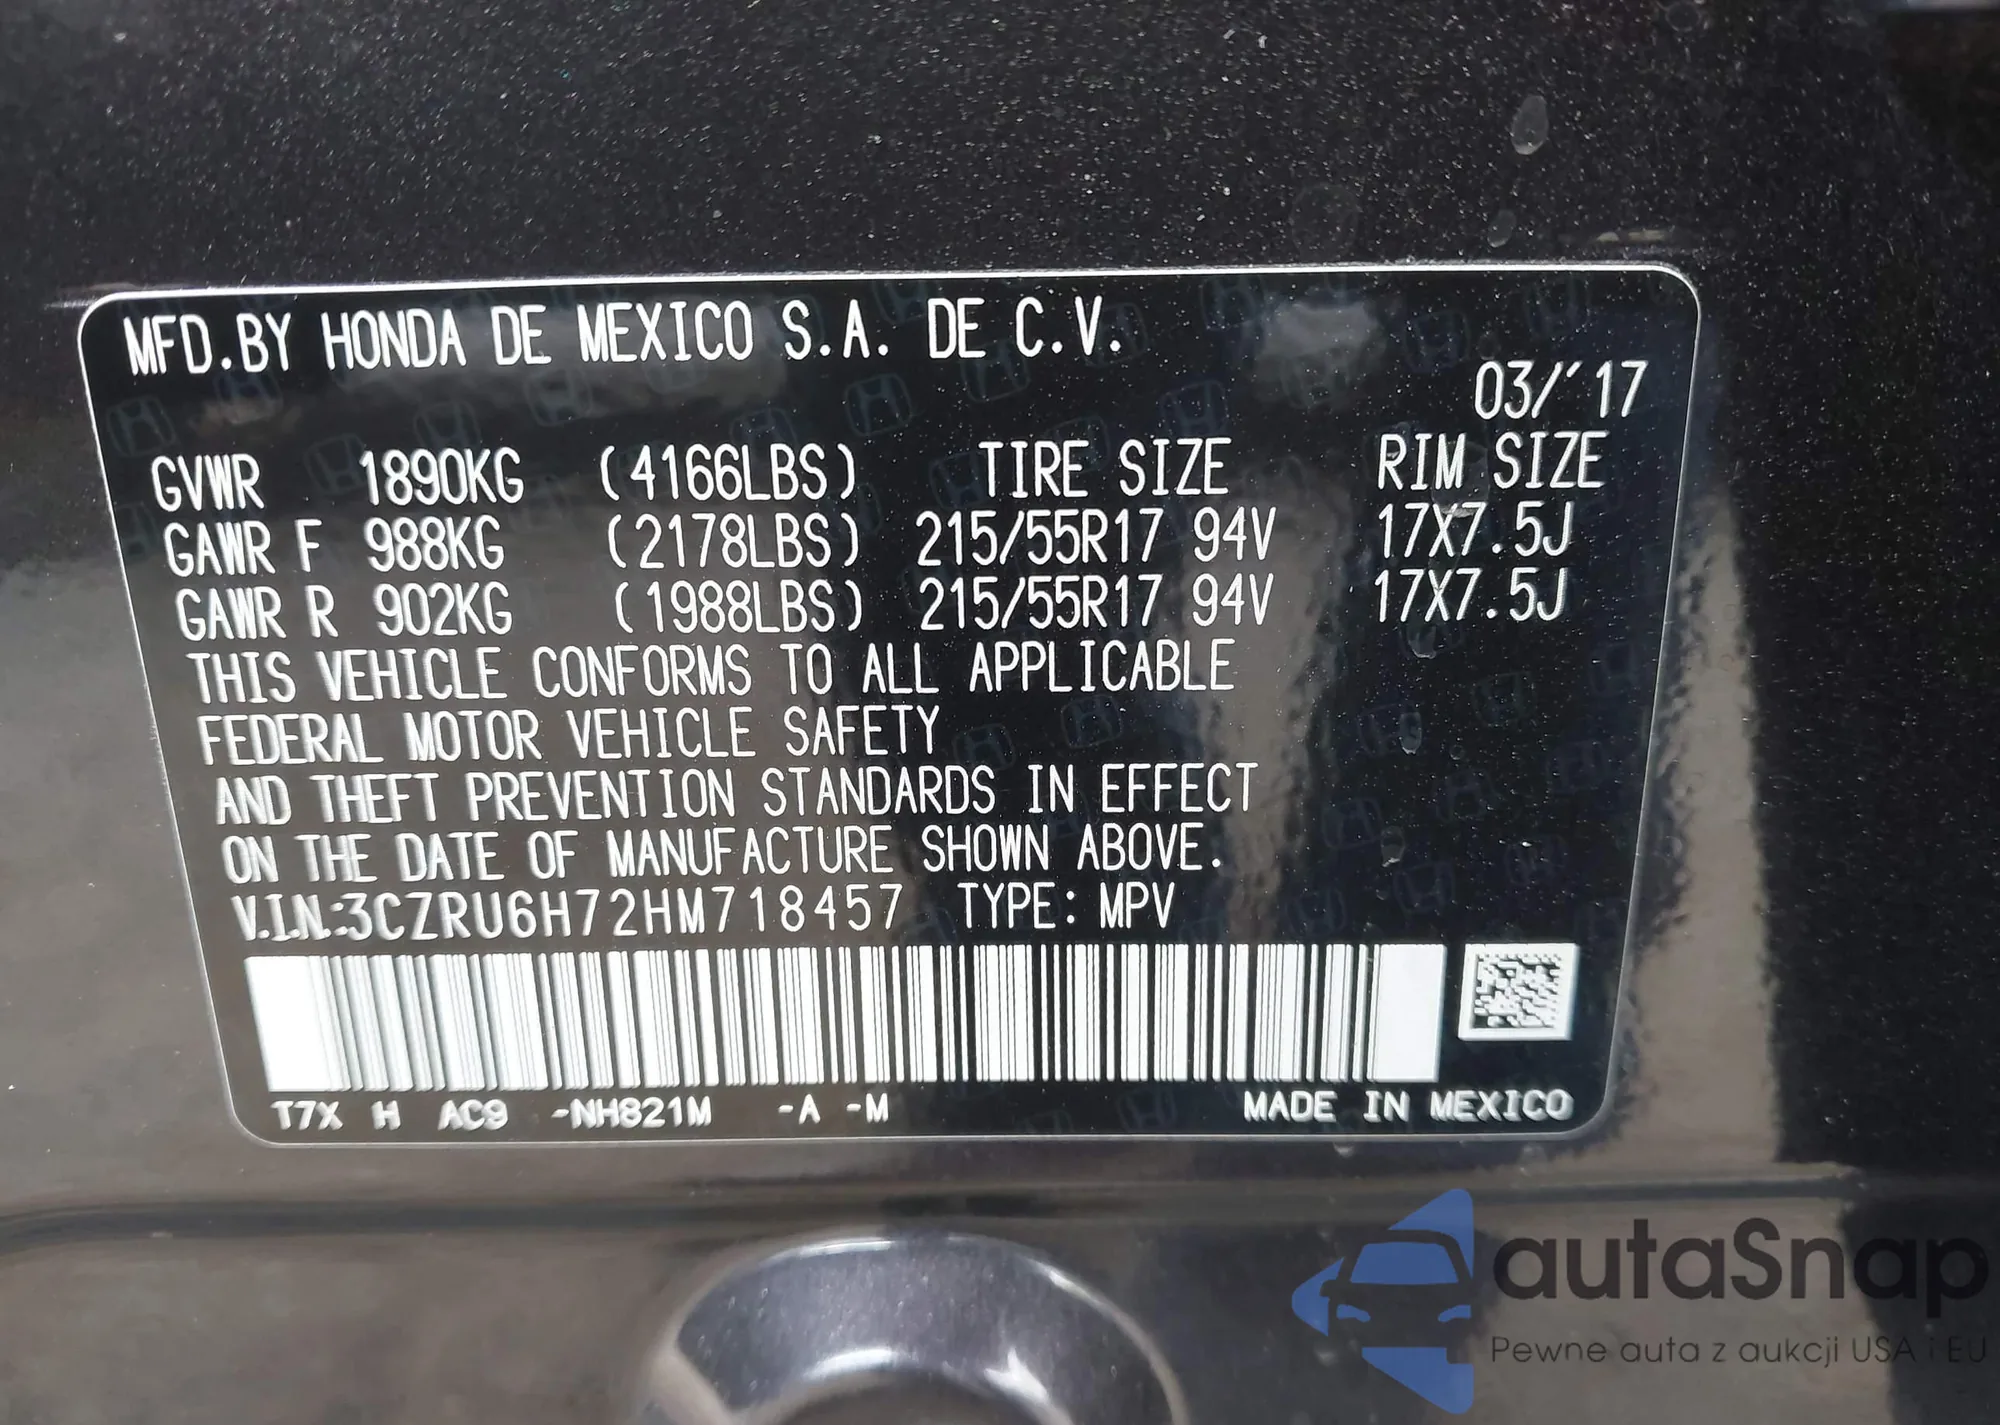 MFD.BY HONDA DE MEXICO S.A. DE C.V.
03/´17
GVWR 1890KG (4166LBS) TIRE SIZE RIM SIZE
GAWR F 988KG (2178LBS) 215/55R17 94V 17X7.5J
GAWR R 902KG (1988LBS) 215/55R17 94V 17X7.5J
THIS VEHICLE CONFORMS TO ALL APPLICABLE
FEDERAL MOTOR VEHICLE SAFETY
AND THEFT PREVENTION STANDARDS IN EFFECT
ON THE DATE OF MANUFACTURE SHOWN ABOVE.
V.I.N.:3CZRU6H72HM718457 TYPE: MPV
T7X H AC9 -NH821M -A -M MADE IN MEXICO
autaSnap
Pewne auta z aukcji USA i EU